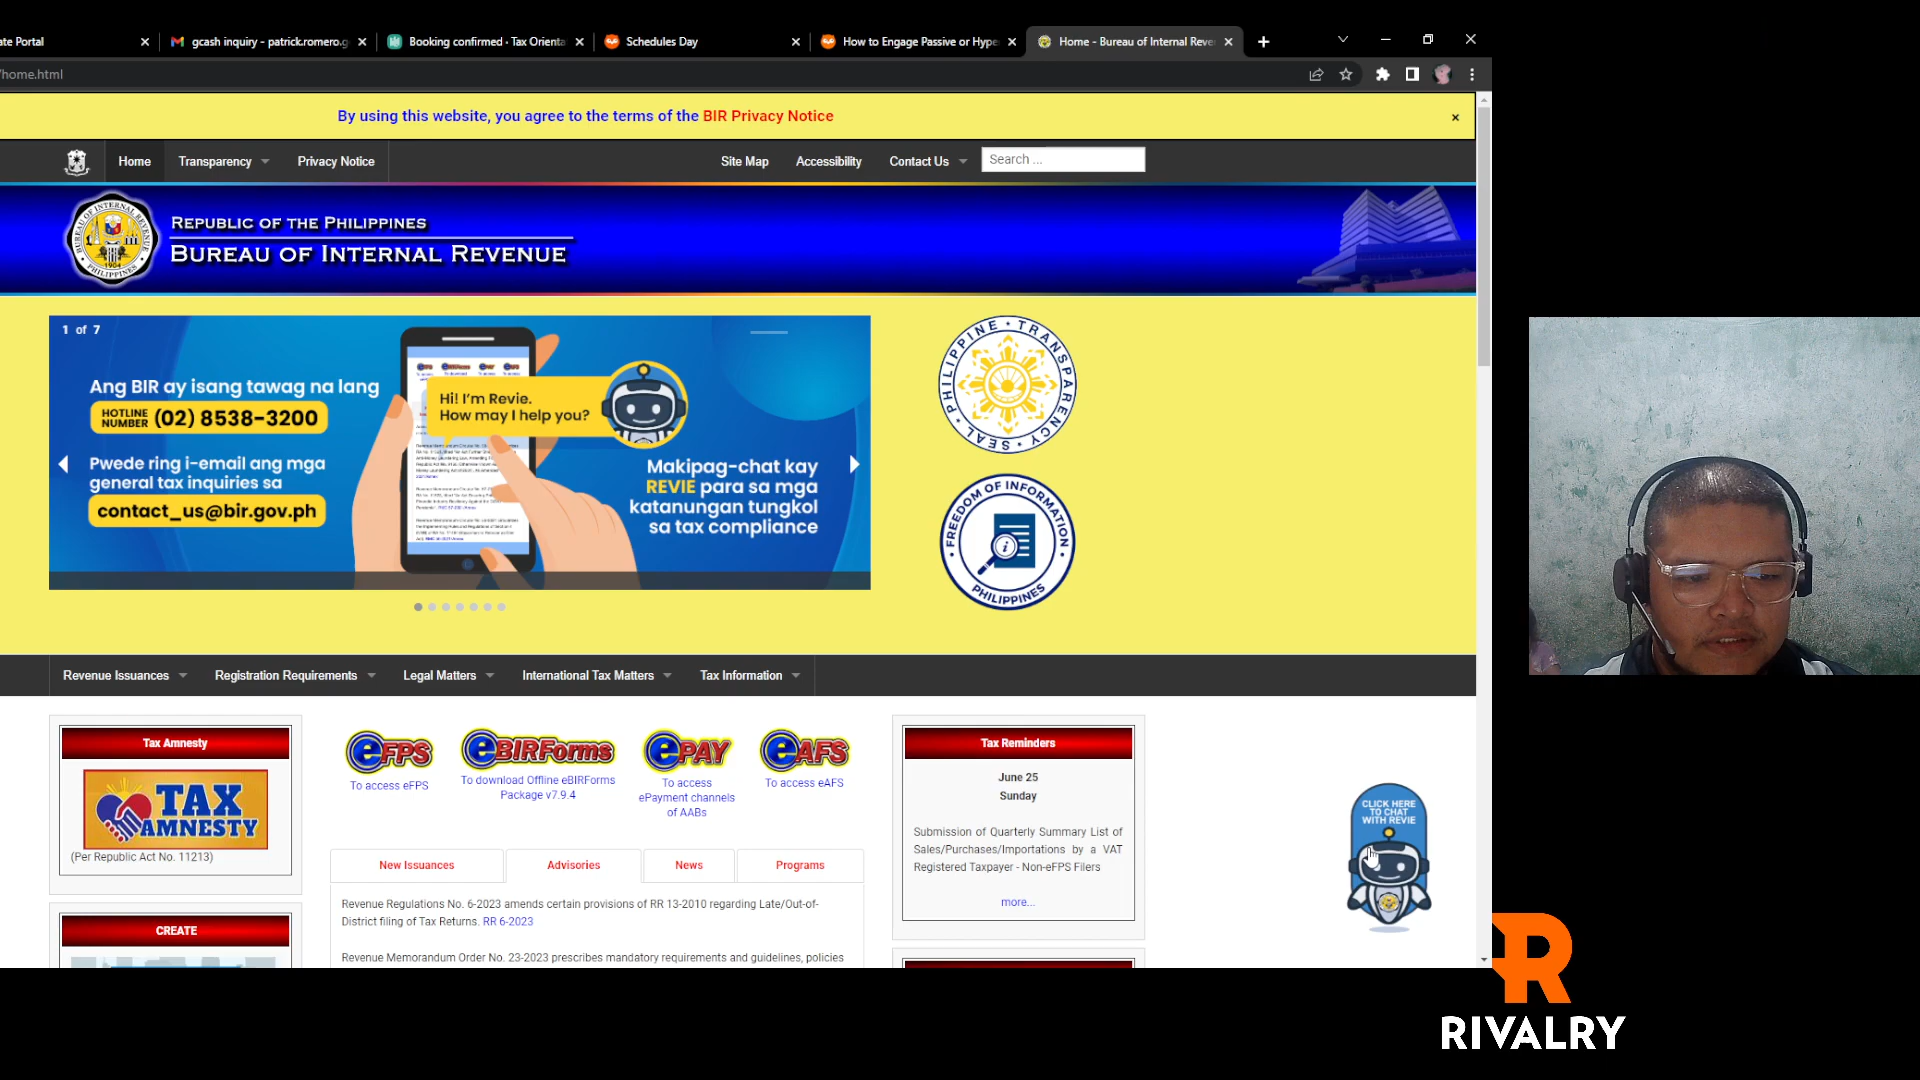 ate Portal
gcash inquiry - patrick.romero.g
Booking confirmed · Tax Orienta
Schedules Day
How to Engage Passive or Hype
Home - Bureau of Internal Reve
/home.html
By using this website, you agree to the terms of the BIR Privacy Notice
Home
Transparency
Privacy Notice
Site Map
Accessibility
Contact Us
Search ...
REPUBLIC OF THE PHILIPPINES
BUREAU OF INTERNAL REVENUE
BUREAU OF INTERNAL REVENUE
1904
PHILIPPINES
1 of 7
Ang BIR ay isang tawag na lang
HOTLINE NUMBER (02) 8538-3200
Pwede ring i-email ang mga
general tax inquiries sa
contact_us@bir.gov.ph
Hi! I'm Revie.
How may I help you?
Makipag-chat kay
REVIE para sa mga
katanungan tungkol
sa tax compliance
PHILIPPINE • TRANSPARENCY • SEAL •
• FREEDOM OF INFORMATION •
PHILIPPINES
Revenue Issuances
Registration Requirements
Legal Matters
International Tax Matters
Tax Information
Tax Amnesty
TAX
AMNESTY
(Per Republic Act No. 11213)
CREATE
eFPS
To access eFPS
eBIRForms
To download Offline eBIRForms
Package v7.9.4
ePAY
To access
ePayment channels
of AABs
eAFS
To access eAFS
New Issuances
Advisories
News
Programs
Revenue Regulations No. 6-2023 amends certain provisions of RR 13-2010 regarding Late/Out-of-
District filing of Tax Returns. RR 6-2023
Revenue Memorandum Order No. 23-2023 prescribes mandatory requirements and guidelines, policies
Tax Reminders
June 25
Sunday
Submission of Quarterly Summary List of
Sales/Purchases/Importations by a VAT
Registered Taxpayer - Non-eFPS Filers
more...
CLICK HERE
TO CHAT
WITH REVIE
R
RIVALRY